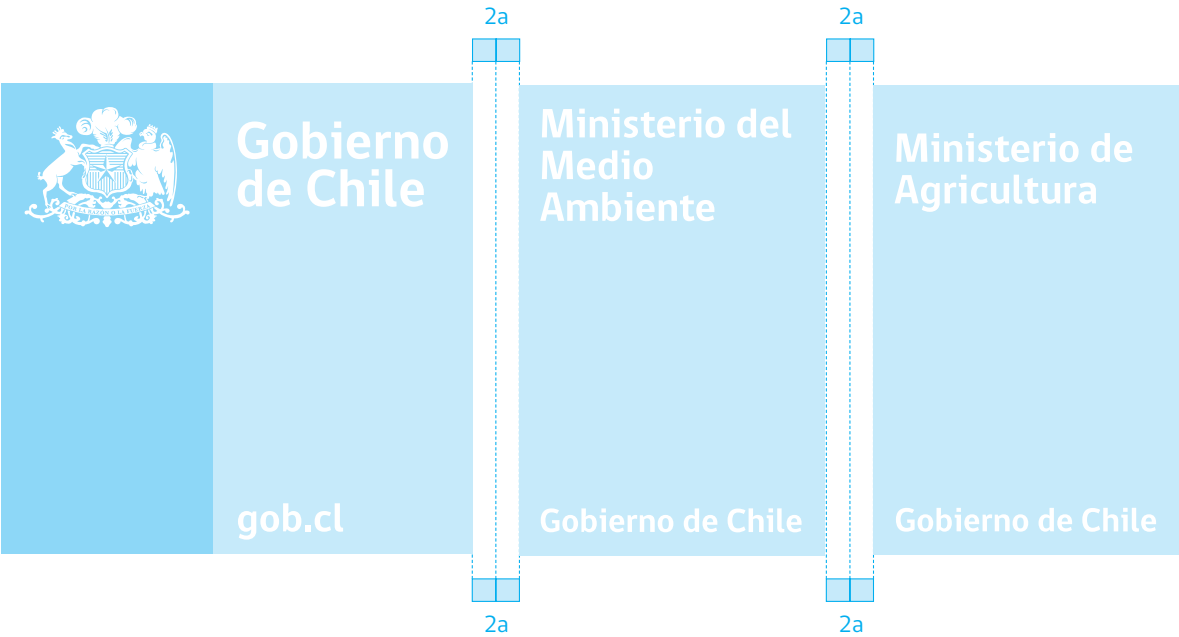 2a
2a
Gobierno
de Chile
gob.cl
Ministerio del
Medio
Ambiente
Gobierno de Chile
Ministerio de
Agricultura
Gobierno de Chile
2a
2a